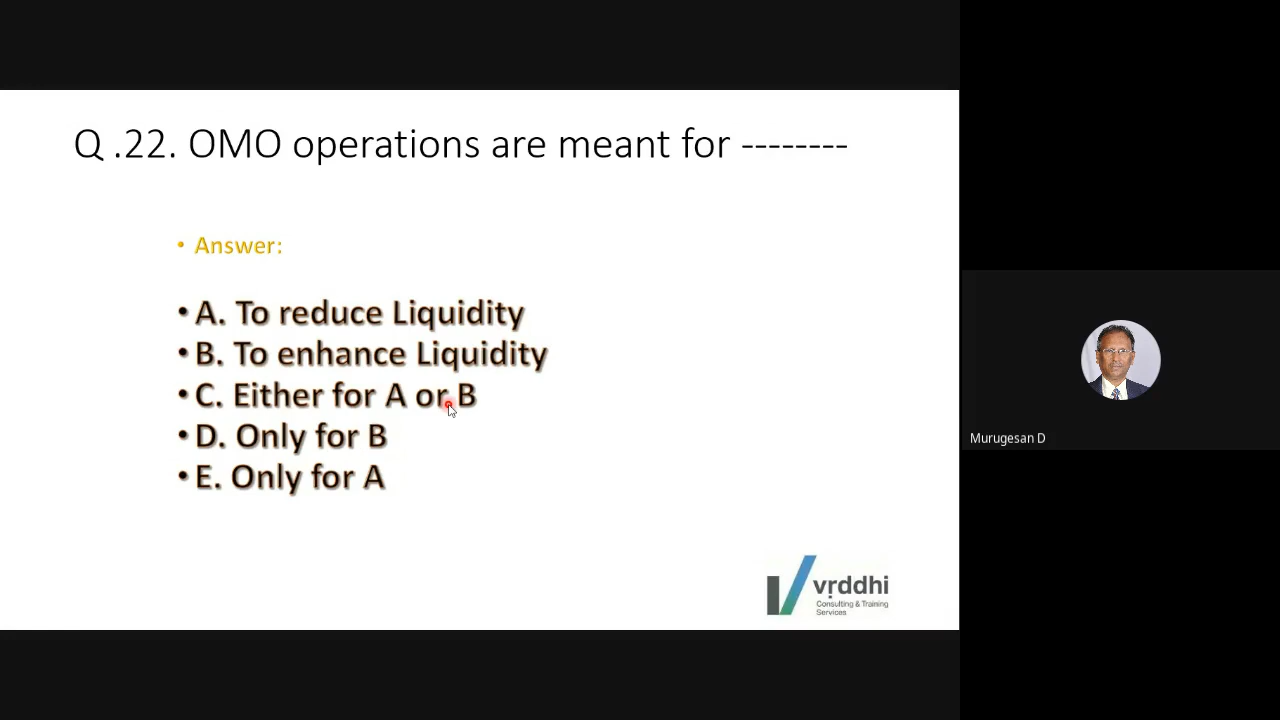 Q .22. OMO operations are meant for --------
• Answer:
• A. To reduce Liquidity
• B. To enhance Liquidity
• C. Either for A or B
• D. Only for B
• E. Only for A
vṛddhi
Consulting & Training
Services
Murugesan D